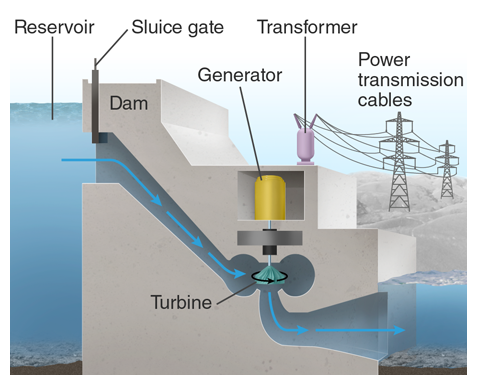 Reservoir
Sluice gate
Transformer
Generator
Power
transmission
cables
Dam
Turbine